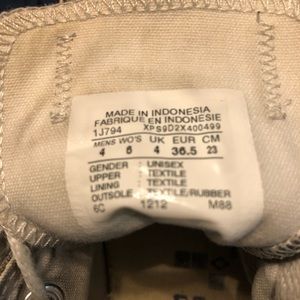 MADE IN INDONESIA
FABRIQUE EN INDONESIE
1J794 XPS9D2X400499
MENS WO'S UK EUR CM
4 6 4 36.5 23
GENDER : UNISEX
UPPER : TEXTILE
LINING : TEXTILE
OUTSOLE : TEXTILE/RUBBER
6C 1212 M88